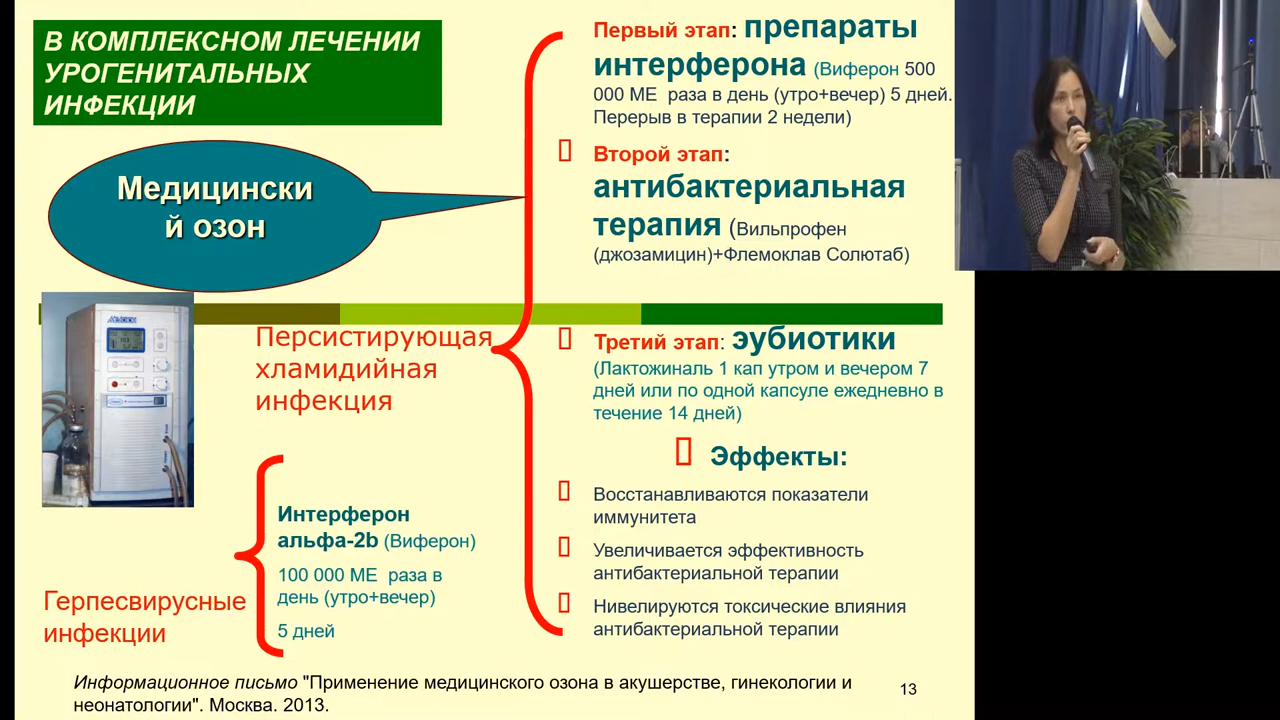 В КОМПЛЕКСНОМ ЛЕЧЕНИИ
УРОГЕНИТАЛЬНЫХ
ИНФЕКЦИИ
Медицински
й озон
Персистирующая
хламидийная
инфекция
Герпесвирусные
инфекции
Интерферон
альфа-2b (Виферон)
100 000 МЕ раза в
день (утро+вечер)
5 дней
Первый этап: препараты
интерферона (Виферон 500
000 МЕ раза в день (утро+вечер) 5 дней.
Перерыв в терапии 2 недели)
Второй этап:
антибактериальная
терапия (Вильпрофен
(джозамицин)+Флемоклав Солютаб)
Третий этап: эубиотики
(Лактожиналь 1 кап утром и вечером 7
дней или по одной капсуле ежедневно в
течение 14 дней)
Эффекты:
Восстанавливаются показатели
иммунитета
Увеличивается эффективность
антибактериальной терапии
Нивелируются токсические влияния
антибактериальной терапии
Информационное письмо "Применение медицинского озона в акушерстве, гинекологии и
неонатологии". Москва. 2013.
13